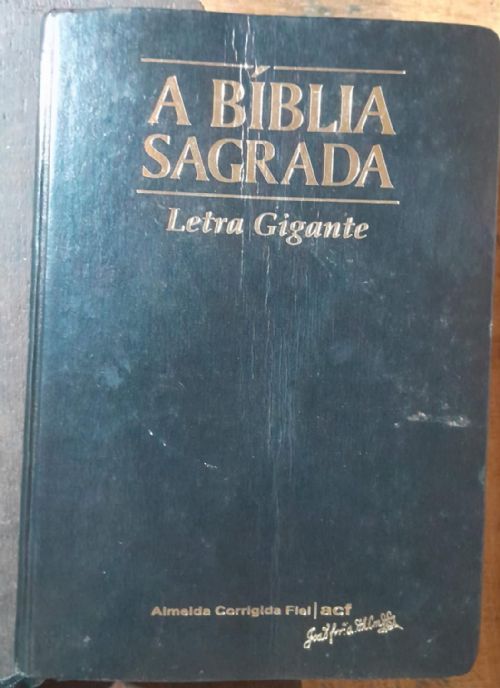 A BÍBLIA
SAGRADA
Letra Gigante
Almeida Corrigida Fiel | acf